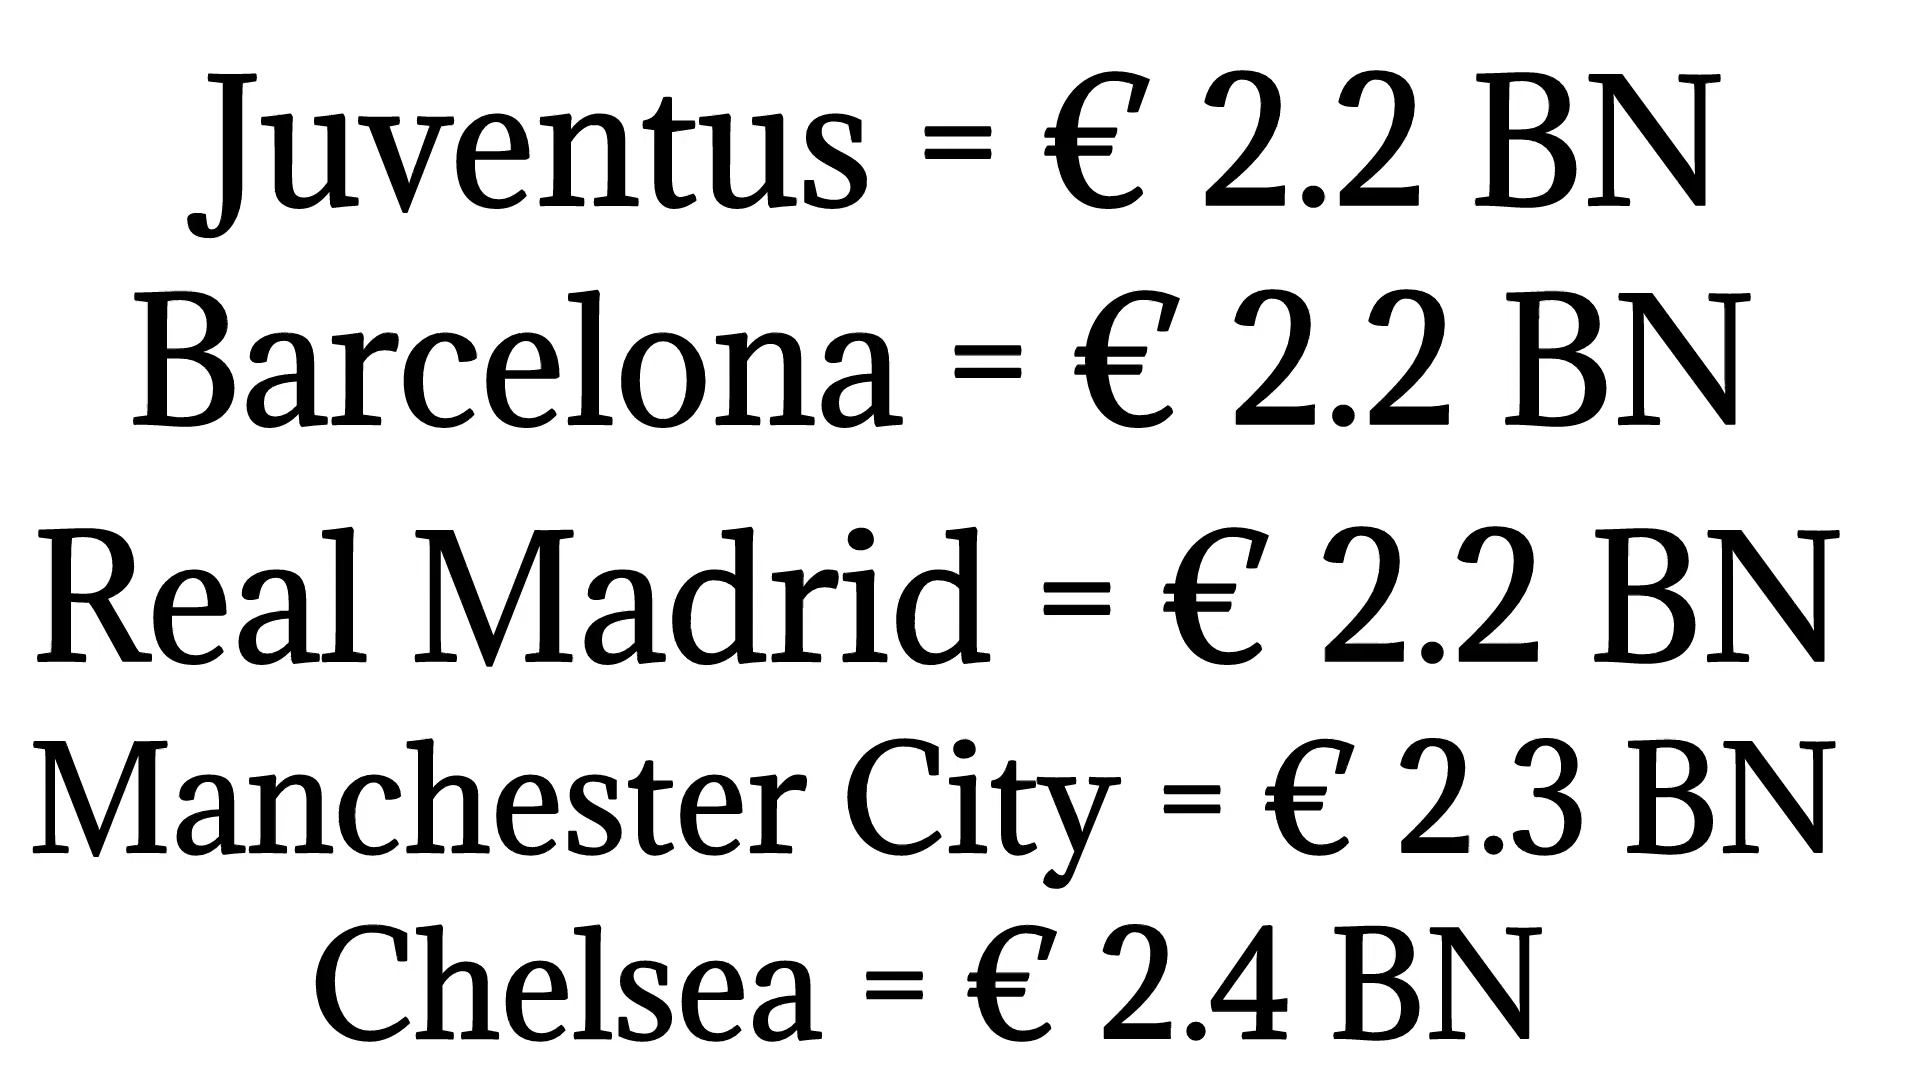 Juventus = € 2.2 BN
Barcelona = € 2.2 BN
Real Madrid = € 2.2 BN
Manchester City = € 2.3 BN
Chelsea = € 2.4 BN